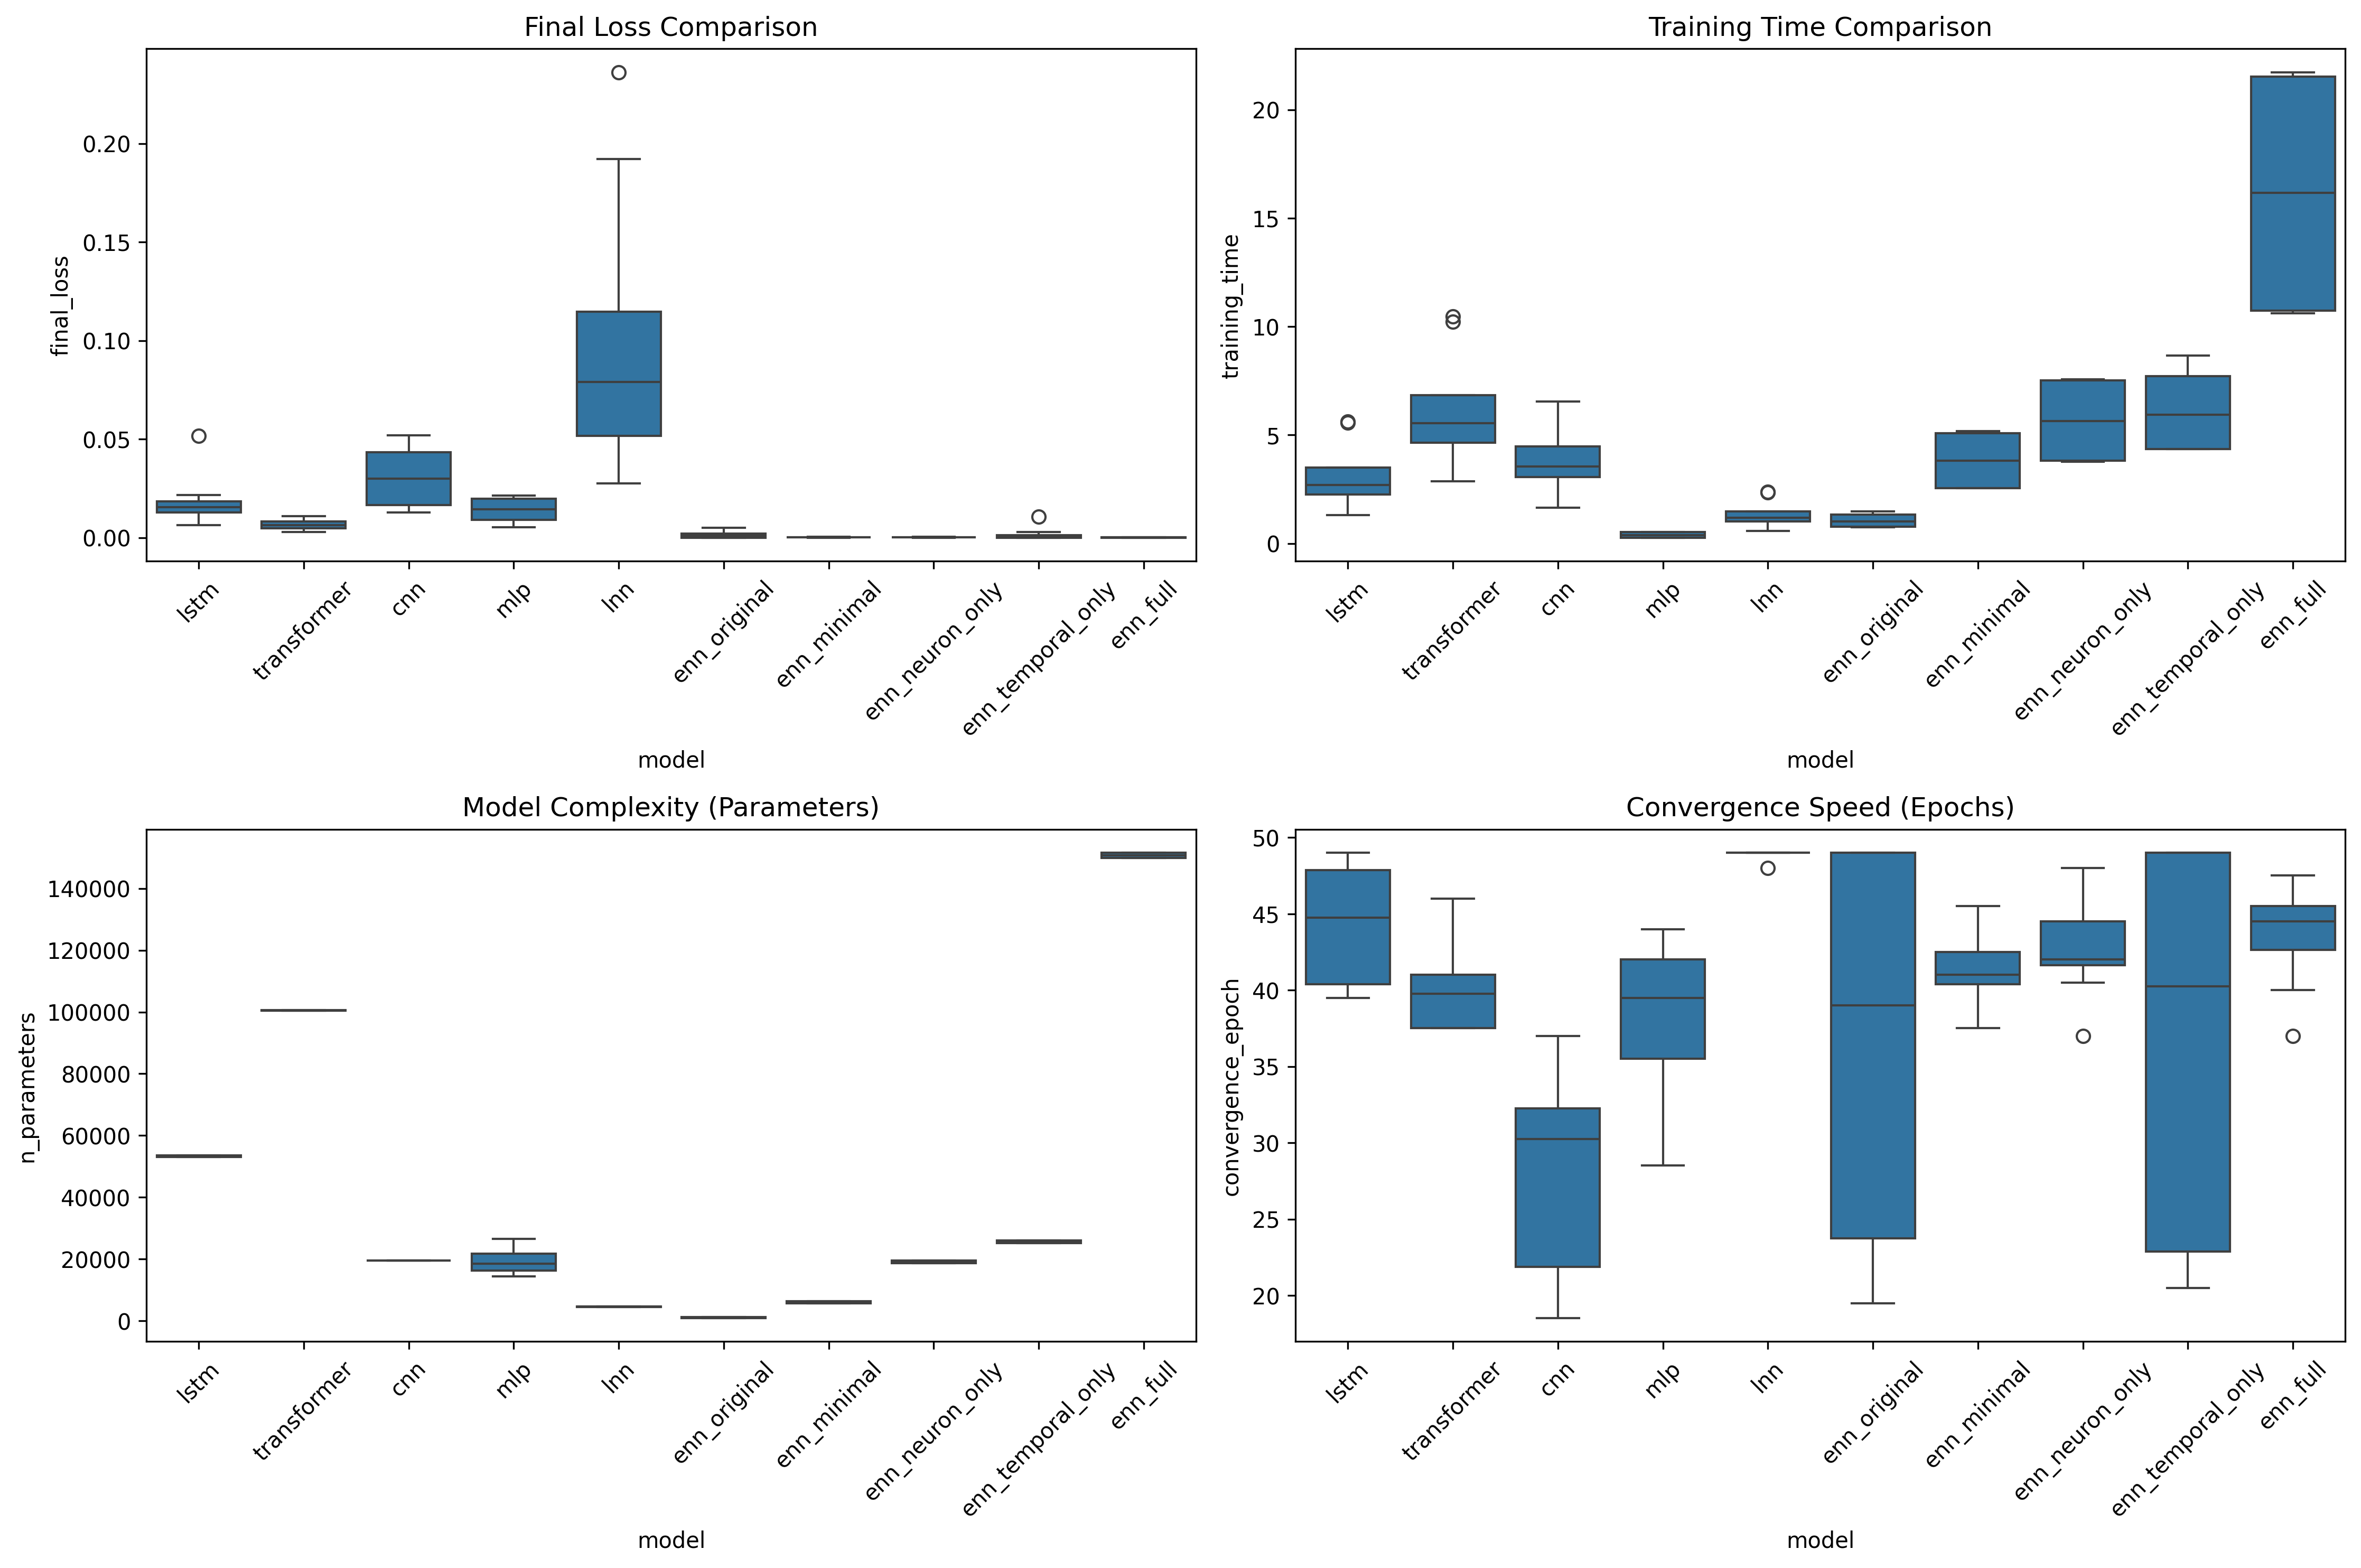 Final Loss Comparison
final_loss
0.20
0.15
0.10
0.05
0.00
lstm
transformer
cnn
mlp
lnn
enn_original
enn_minimal
enn_neuron_only
enn_temporal_only
enn_full
model
Training Time Comparison
training_time
20
15
10
5
0
lstm
transformer
cnn
mlp
lnn
enn_original
enn_minimal
enn_neuron_only
enn_temporal_only
enn_full
model
Model Complexity (Parameters)
n_parameters
140000
120000
100000
80000
60000
40000
20000
0
lstm
transformer
cnn
mlp
lnn
enn_original
enn_minimal
enn_neuron_only
enn_temporal_only
enn_full
model
Convergence Speed (Epochs)
convergence_epoch
50
45
40
35
30
25
20
lstm
transformer
cnn
mlp
lnn
enn_original
enn_minimal
enn_neuron_only
enn_temporal_only
enn_full
model